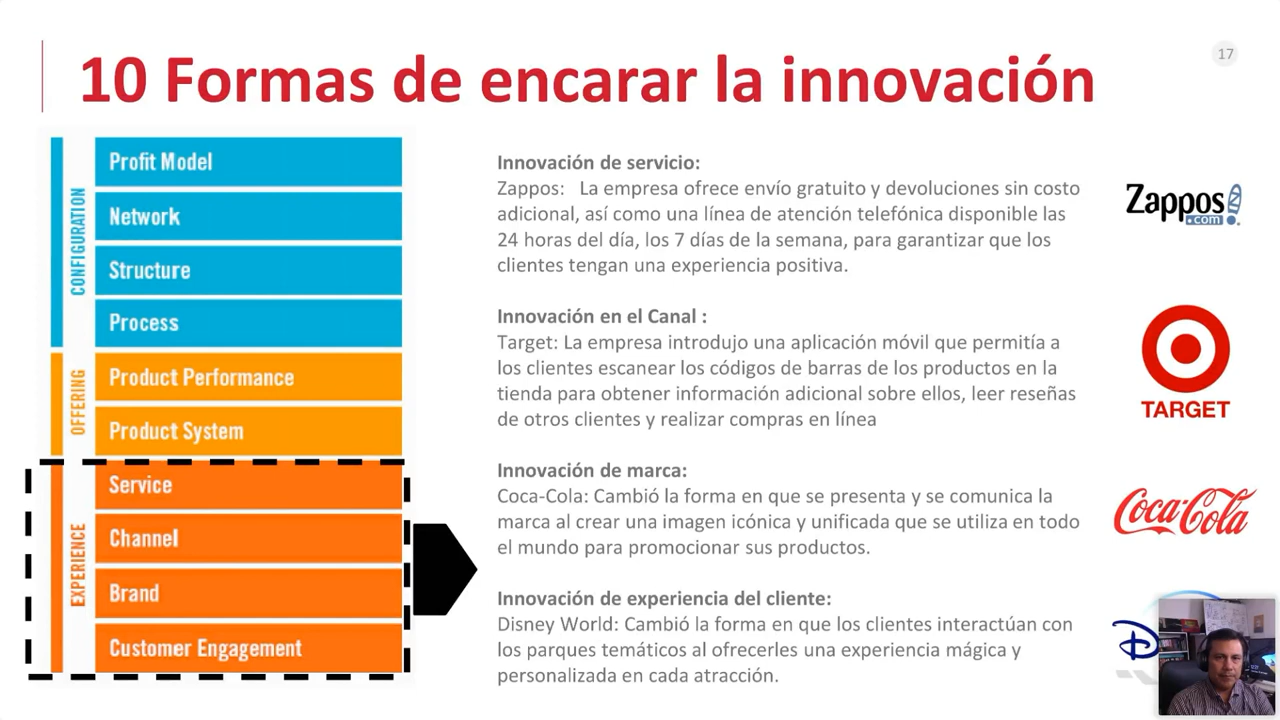 17
10 Formas de encarar la innovación
CONFIGURATION
Profit Model
Network
Structure
Process
OFFERING
Product Performance
Product System
EXPERIENCE
Service
Channel
Brand
Customer Engagement
Innovación de servicio:
Zappos: La empresa ofrece envío gratuito y devoluciones sin costo
adicional, así como una línea de atención telefónica disponible las
24 horas del día, los 7 días de la semana, para garantizar que los
clientes tengan una experiencia positiva.
Innovación en el Canal :
Target: La empresa introdujo una aplicación móvil que permitía a
los clientes escanear los códigos de barras de los productos en la
tienda para obtener información adicional sobre ellos, leer reseñas
de otros clientes y realizar compras en línea
Innovación de marca:
Coca-Cola: Cambió la forma en que se presenta y se comunica la
marca al crear una imagen icónica y unificada que se utiliza en todo
el mundo para promocionar sus productos.
Innovación de experiencia del cliente:
Disney World: Cambió la forma en que los clientes interactúan con
los parques temáticos al ofrecerles una experiencia mágica y
personalizada en cada atracción.
Zappos!
.com
TARGET
Coca-Cola
D